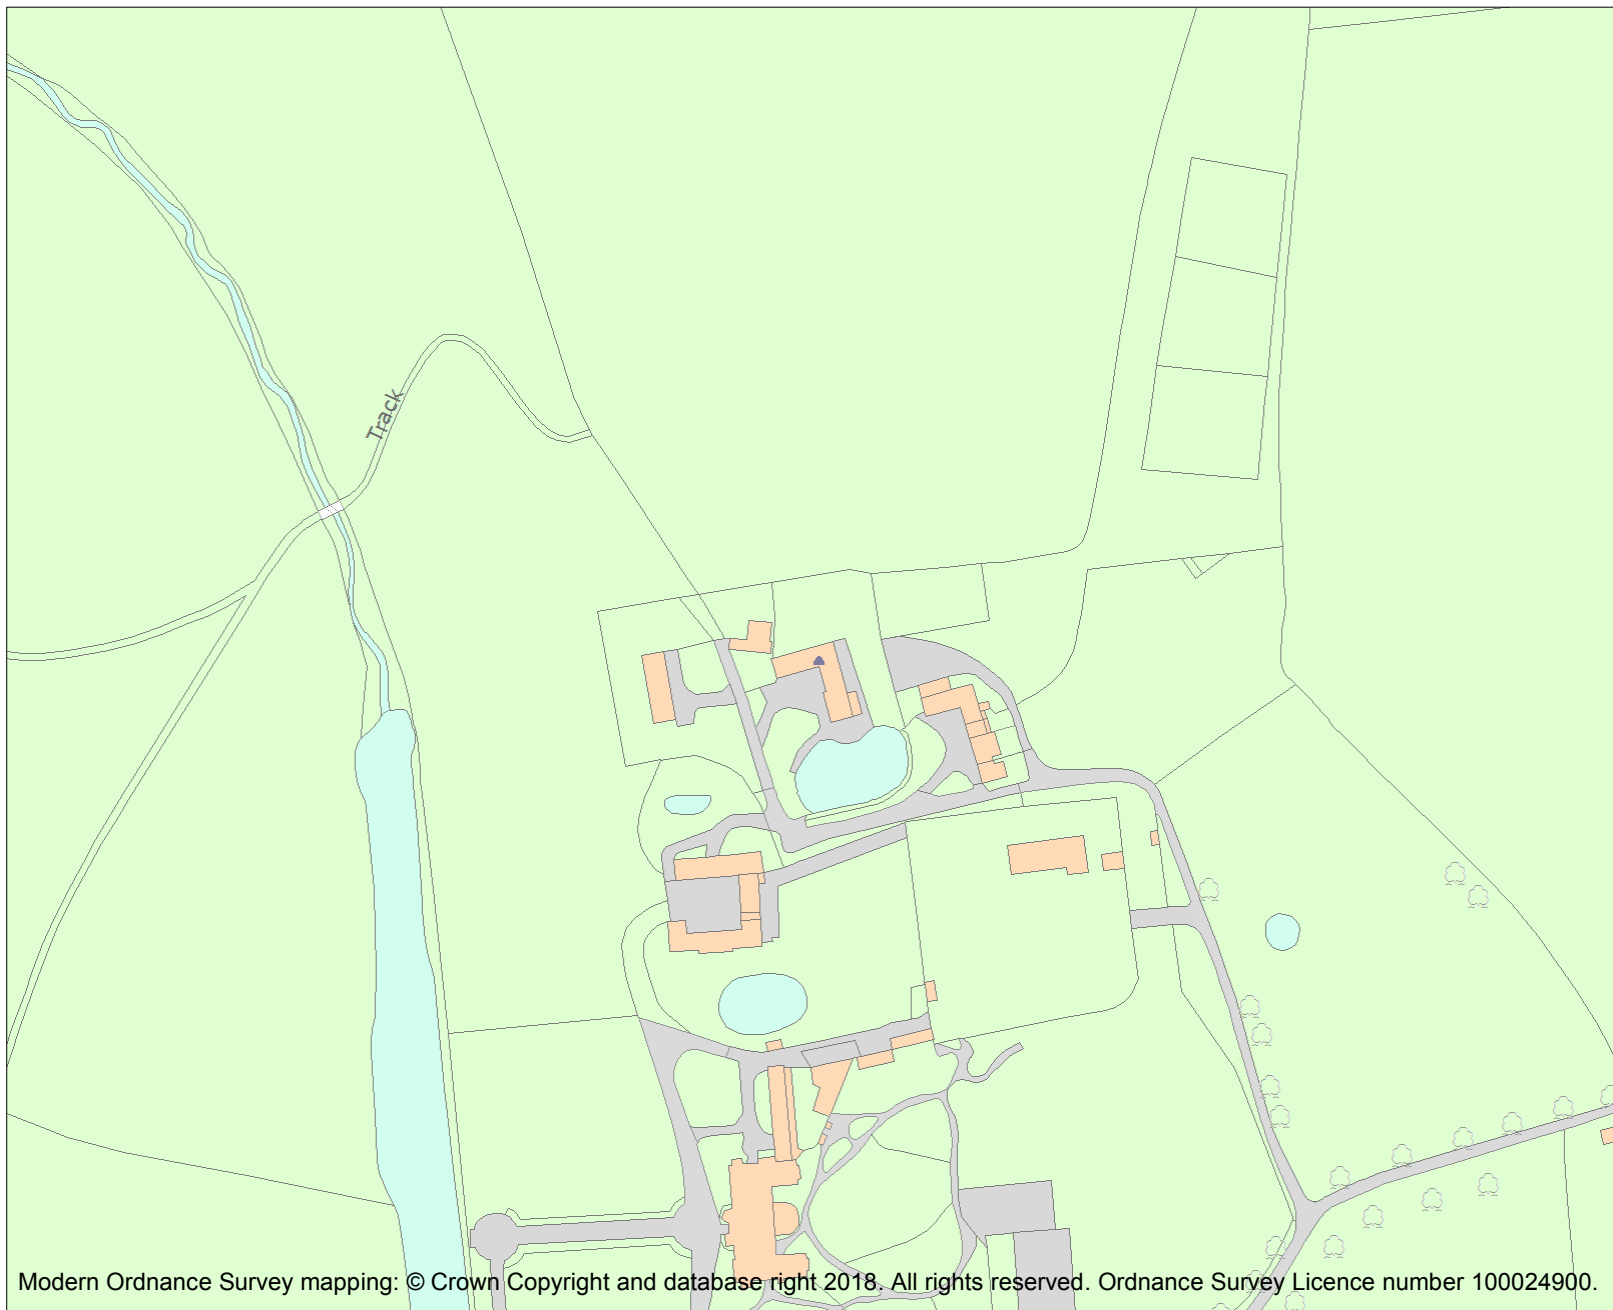 Track
Modern Ordnance Survey mapping: © Crown Copyright and database right 2018. All rights reserved. Ordnance Survey Licence number 100024900.